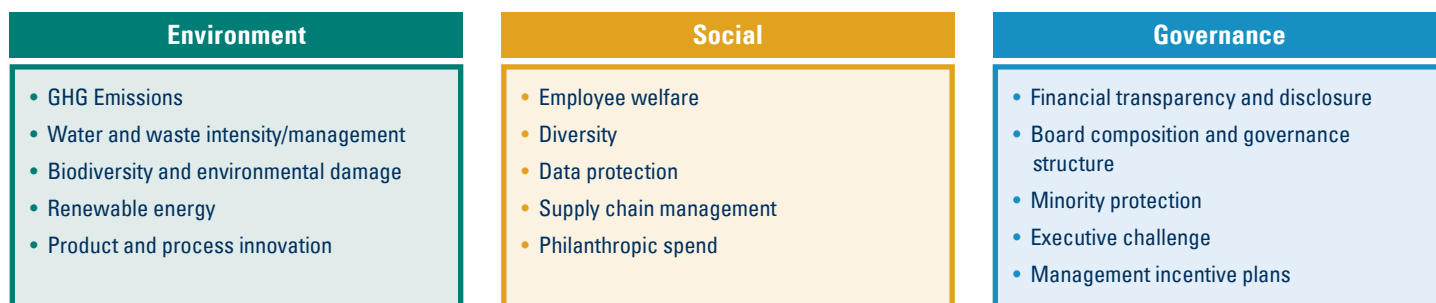 Environment
• GHG Emissions
• Water and waste intensity/management
• Biodiversity and environmental damage
• Renewable energy
• Product and process innovation
Social
• Employee welfare
• Diversity
• Data protection
• Supply chain management
• Philanthropic spend
Governance
• Financial transparency and disclosure
• Board composition and governance
structure
• Minority protection
• Executive challenge
• Management incentive plans